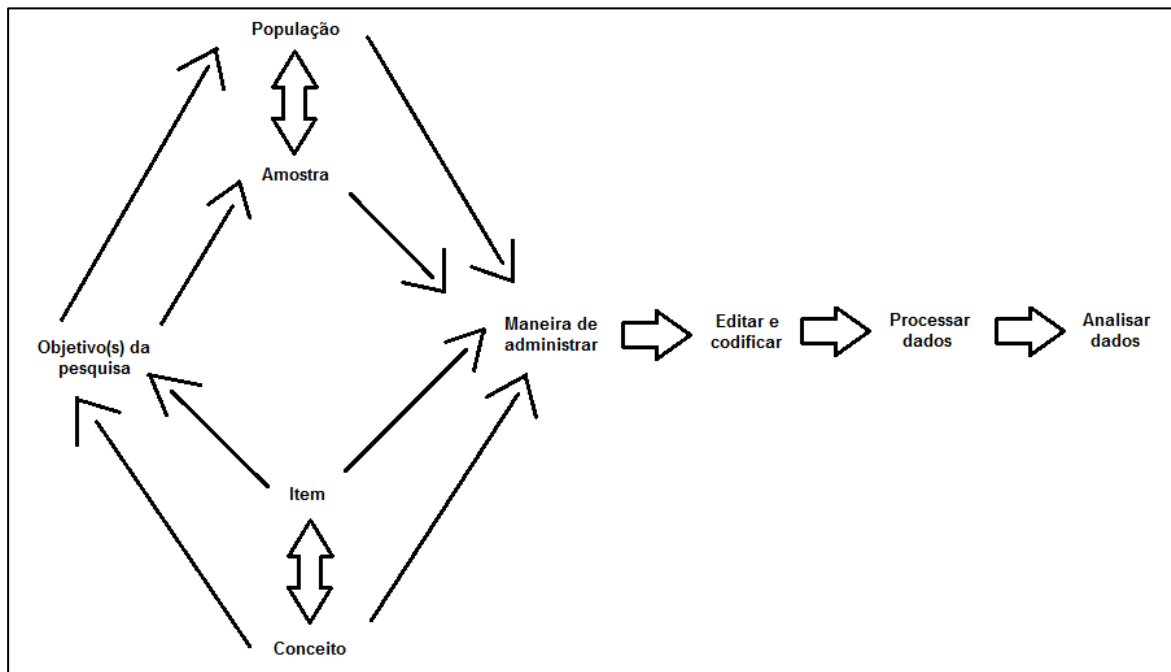 População
Amostra
Objetivo(s) da
pesquisa
Maneira de
administrar
Editar e
codificar
Processar
dados
Analisar
dados
Item
Conceito